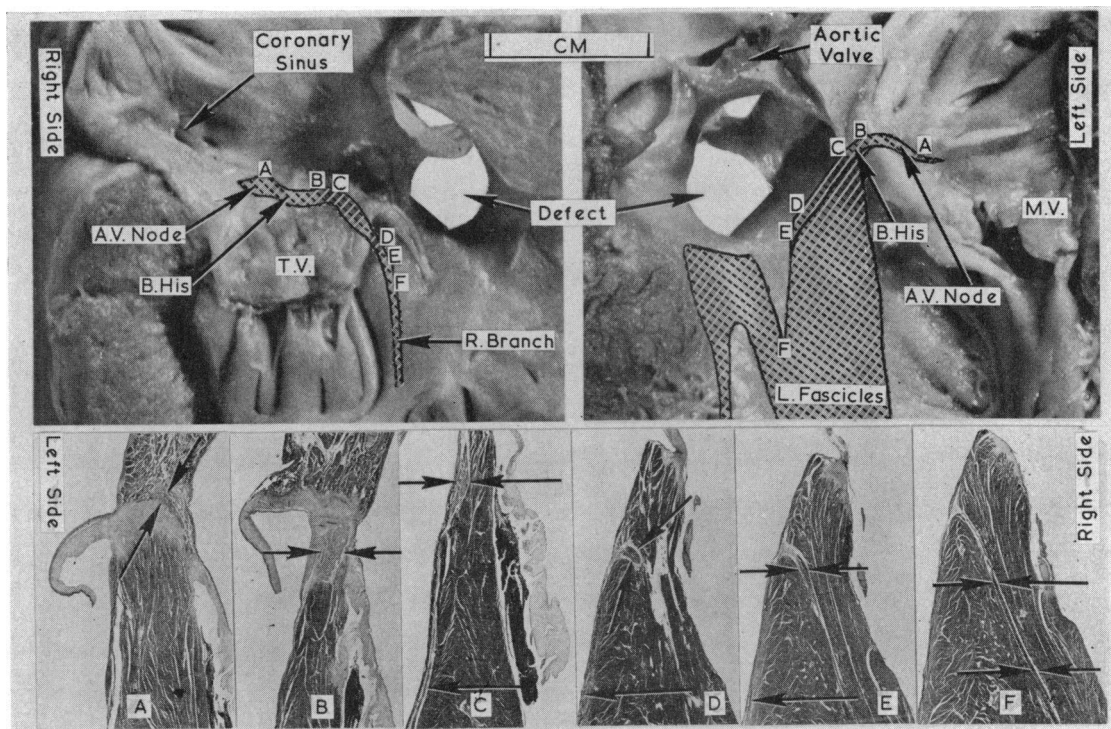 Right Side
Coronary
Sinus
CM
Aortic
Valve
Left Side
A
B
C
A.V. Node
B. His
T.V.
D
E
F
R. Branch
Defect
C
B
A
D
E
B. His
M.V.
A.V. Node
F
L. Fascicles
Left Side
Right Side
A
B
C
D
E
F